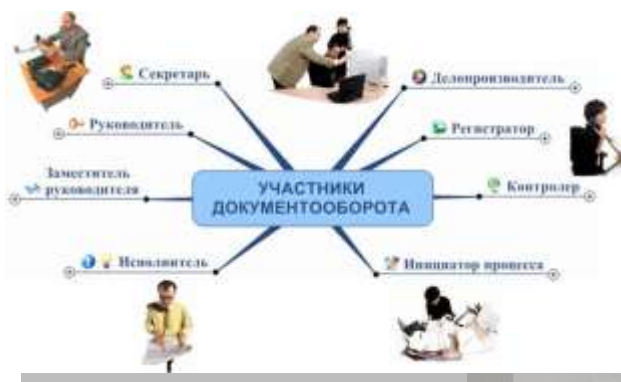 Секретарь
Делопроизводитель
Руководитель
Регистратор
Заместитель
руководителя
Контролер
УЧАСТНИКИ
ДОКУМЕНТООБОРОТА
Исполнитель
Инициатор процесса